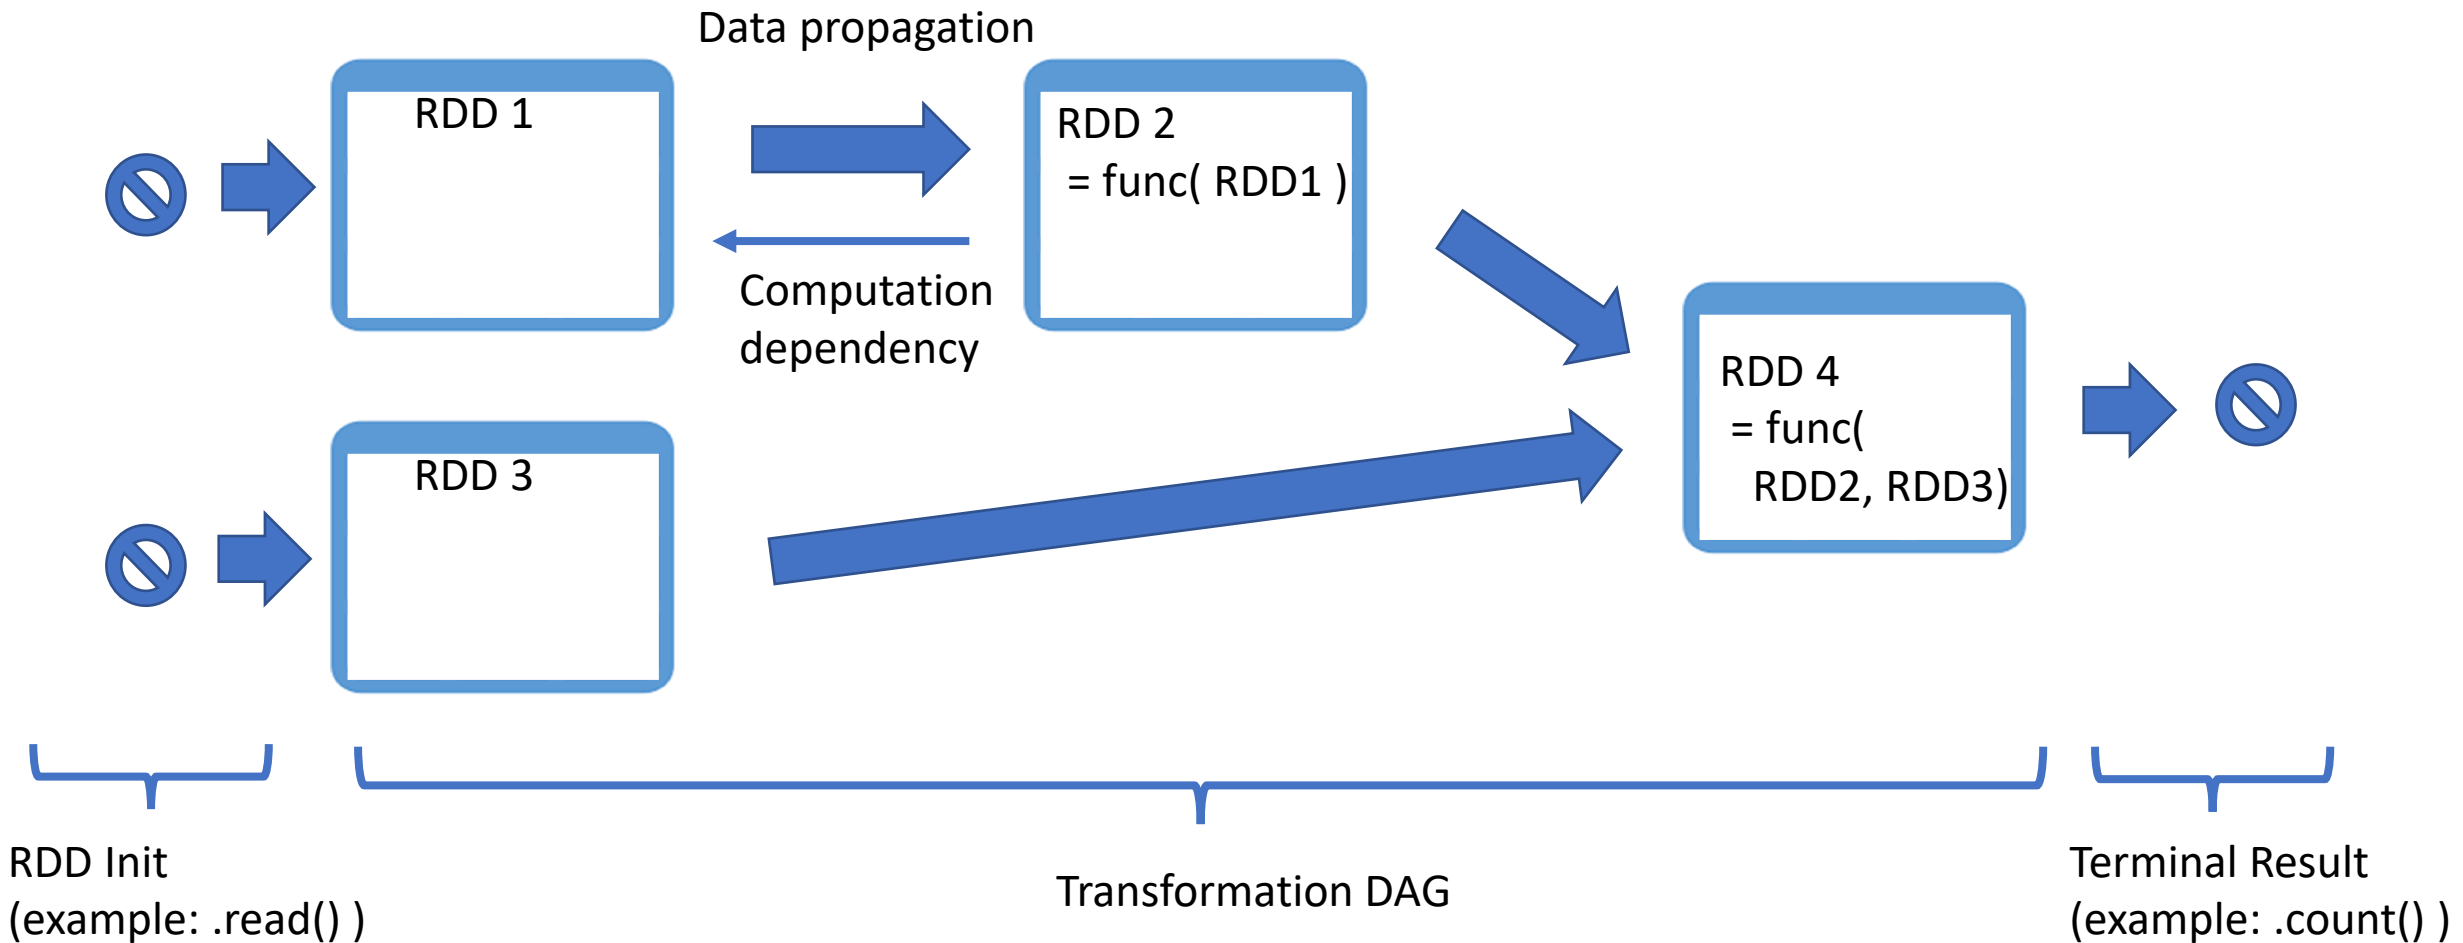 Data propagation
RDD 1
RDD 2
= func( RDD1 )
Computation
dependency
RDD 4
= func(
RDD2, RDD3)
RDD 3
RDD Init
(example: .read() )
Transformation DAG
Terminal Result
(example: .count() )